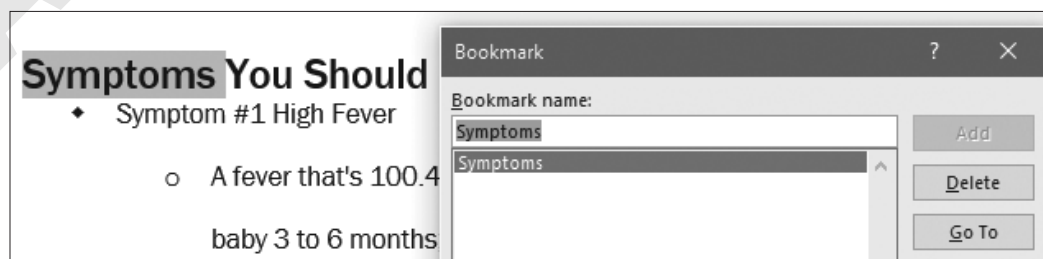 Symptoms You Should
Symptom #1 High Fever
A fever that's 100.4
baby 3 to 6 months
Bookmark ? ×
Bookmark name:
Symptoms
Add
Symptoms
Delete
Go To